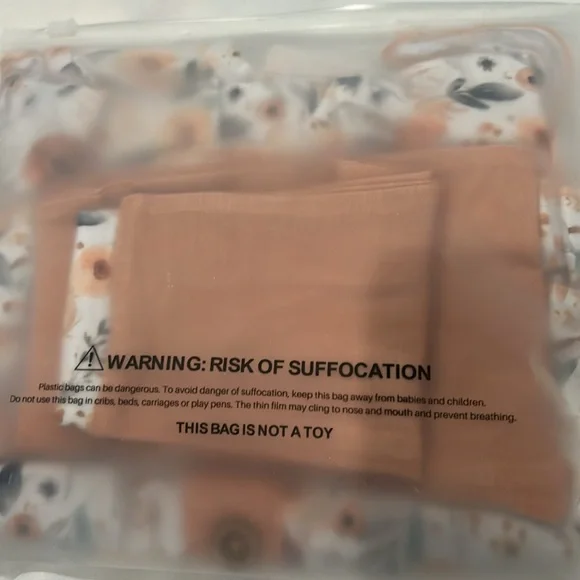 WARNING: RISK OF SUFFOCATION
Plastic bags can be dangerous. To avoid danger of suffocation, keep this bag away from babies and children.
Do not use this bag in cribs, beds, carriages or play pens. The thin film may cling to nose and mouth and prevent breathing.
THIS BAG IS NOT A TOY